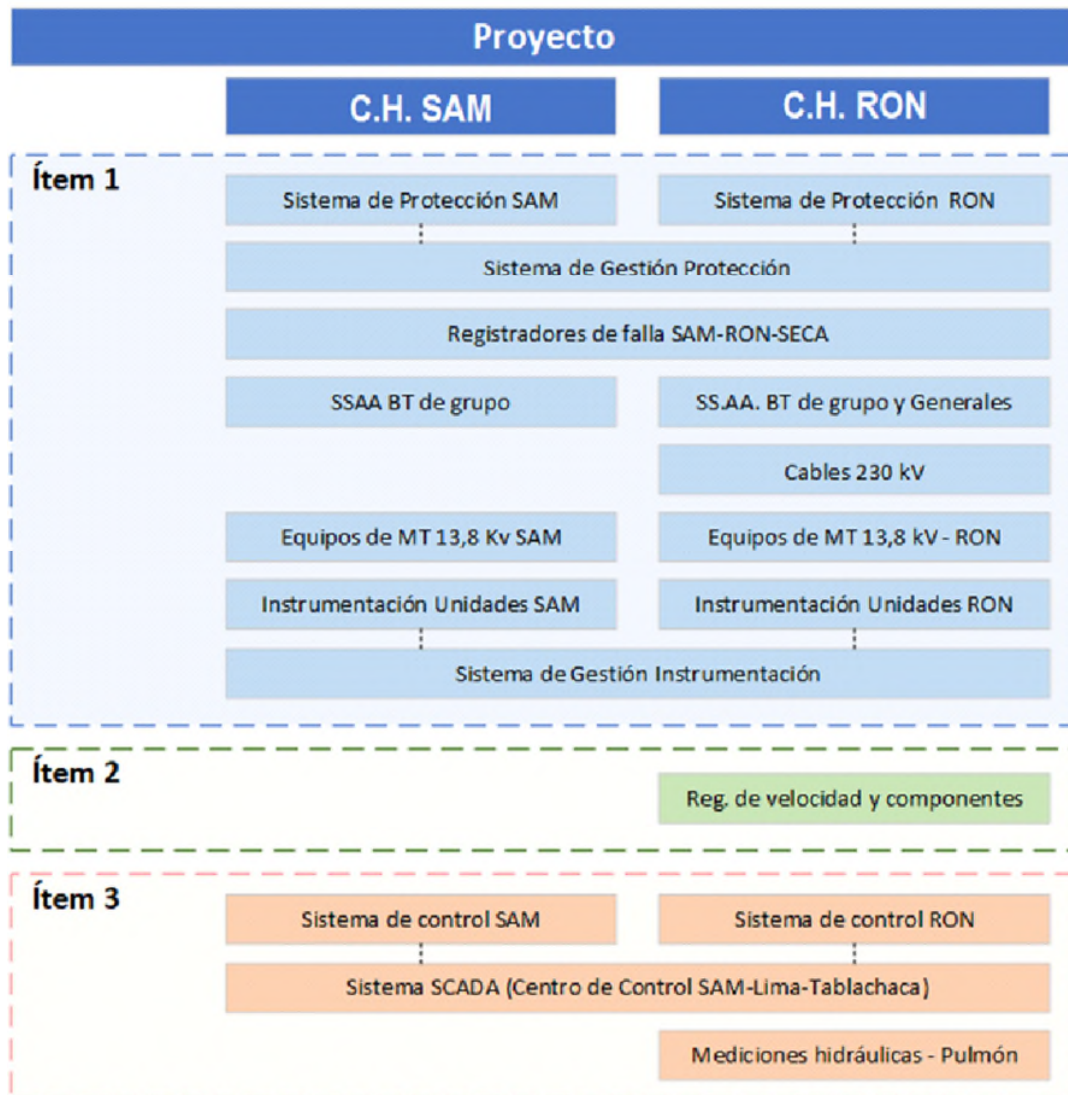 Proyecto
C.H. SAM
C.H. RON
Ítem 1
Sistema de Protección SAM
Sistema de Protección RON
Sistema de Gestión Protección
Registradores de falla SAM-RON-SECA
SSAA BT de grupo
SS.AA. BT de grupo y Generales
Cables 230 kV
Equipos de MT 13,8 Kv SAM
Equipos de MT 13,8 kV - RON
Instrumentación Unidades SAM
Instrumentación Unidades RON
Sistema de Gestión Instrumentación
Ítem 2
Reg. de velocidad y componentes
Ítem 3
Sistema de control SAM
Sistema de control RON
Sistema SCADA (Centro de Control SAM-Lima-Tablachaca)
Mediciones hidráulicas - Pulmón